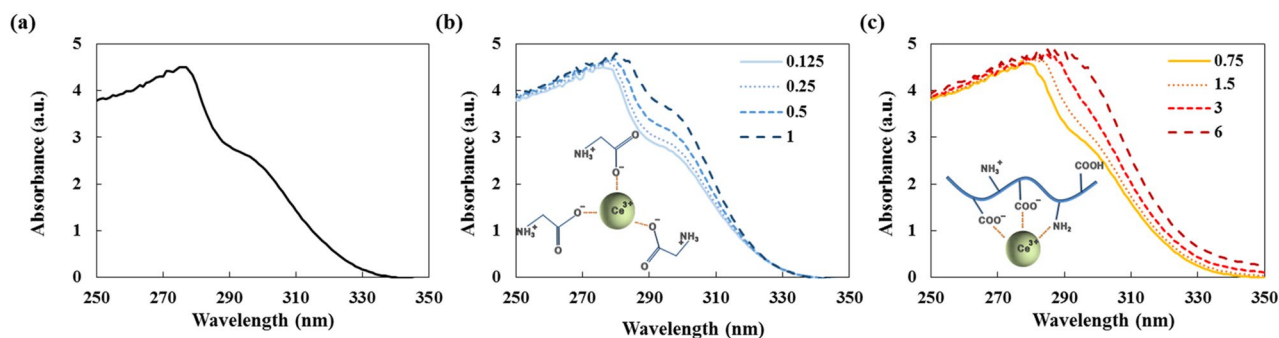 (a)
5
4
3
2
1
0
250 270 290 310 330 350
Absorbance (a.u.)
Wavelength (nm)
(b)
5
4
3
2
1
0
250 270 290 310 330 350
Absorbance (a.u.)
Wavelength (nm)
0.125
0.25
0.5
1
NH₃⁺
O
O⁻
Ce³⁺
O⁻
NH₃⁺
O
O⁻
O
NH₃⁺
(c)
5
4
3
2
1
0
250 270 290 310 330 350
Absorbance (a.u.)
Wavelength (nm)
0.75
1.5
3
6
NH₃⁺
COOH
COO⁻
COO⁻
NH₂
Ce³⁺